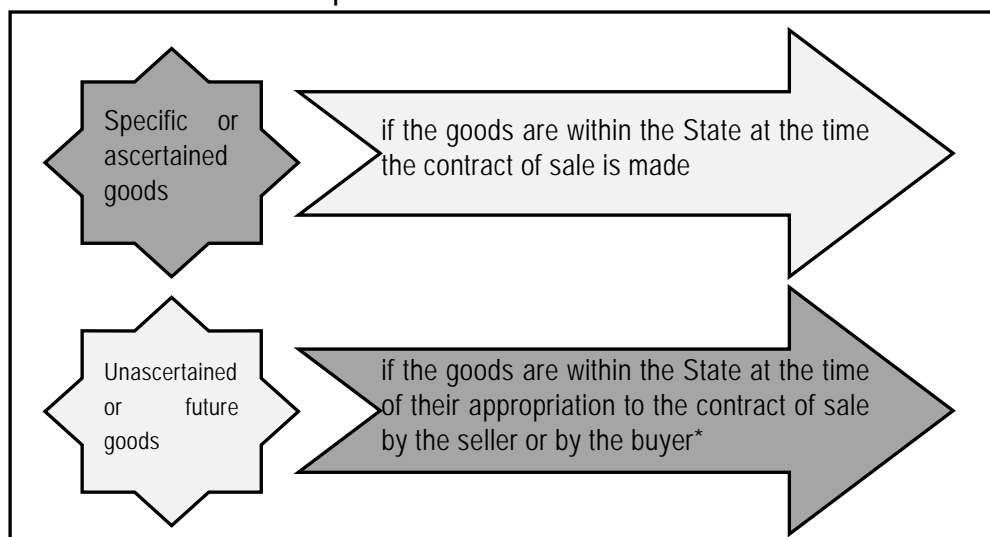 Specific or
ascertained
goods
if the goods are within the State at the time
the contract of sale is made
Unascertained
or future
goods
if the goods are within the State at the time
of their appropriation to the contract of sale
by the seller or by the buyer*